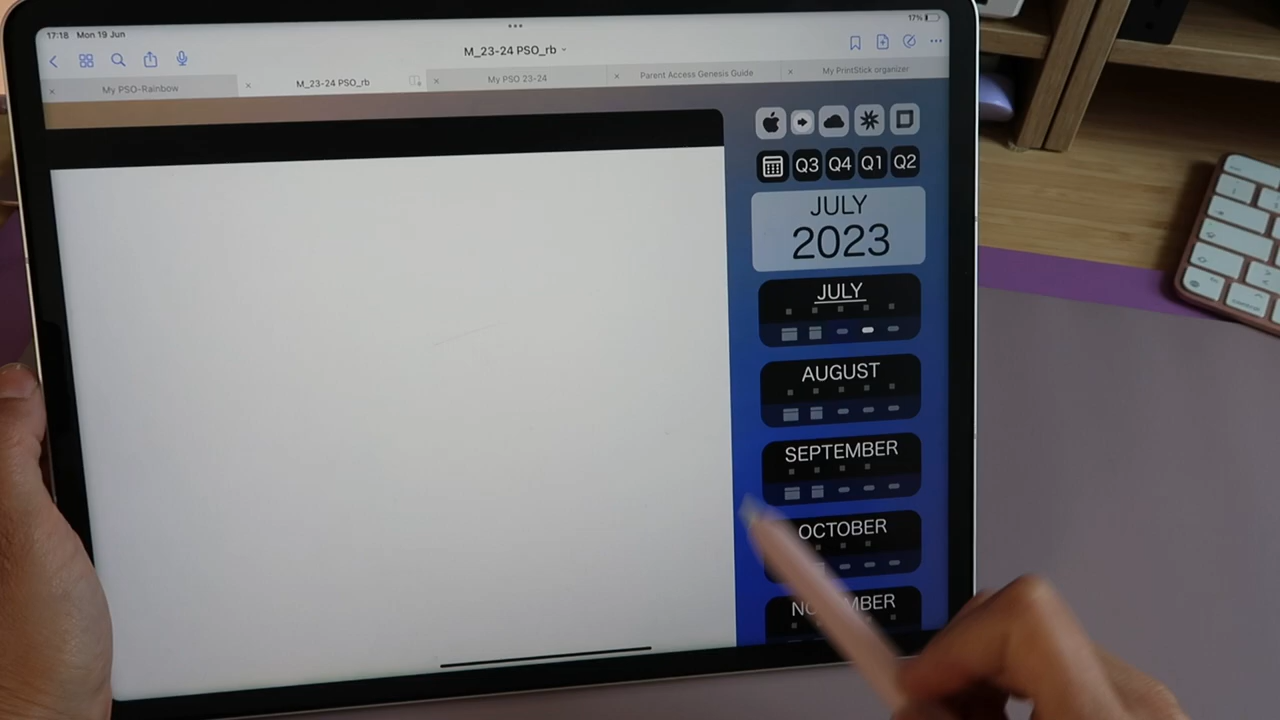 17:18 Mon 19 Jun
17%
M_23-24 PSO_rb
My PSO-Rainbow
M_23-24 PSO_rb
My PSO 23-24
Parent Access Genesis Guide
My PrintStick organizer
Q3 Q4 Q1 Q2
JULY
2023
JULY
AUGUST
SEPTEMBER
OCTOBER